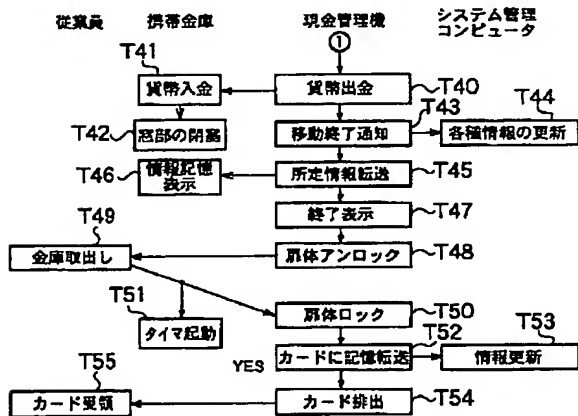 従業員 携帯金庫 現金管理機 システム管理
コンピュータ
①
T41
貨幣入金 貨幣出金 T40
T43 T44
T42 窓部の閉塞 移動終了通知 各種情報の更新
T46 情報記憶
表示 所定情報転送 T45
終了表示 T47
T49
金庫取出し 扉体アンロック T48
T51 扉体ロック T50
タイマ起動 T52 T53
T55 YES カードに記憶転送 情報更新
カード受領 カード排出 T54